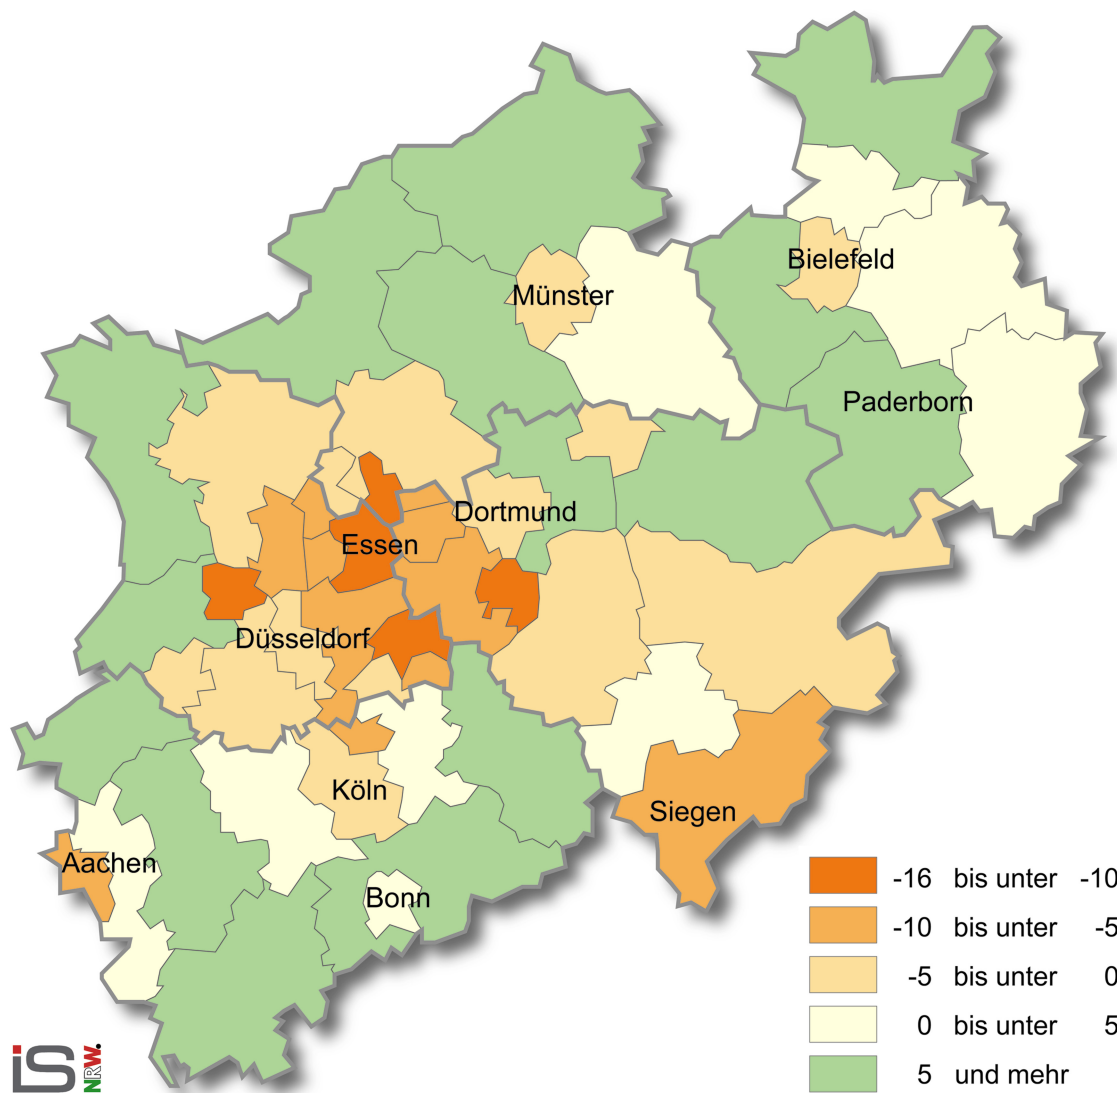 Bielefeld
Münster
Paderborn
Dortmund
Essen
Düsseldorf
Köln
Siegen
Aachen
Bonn
-16 bis unter -10
-10 bis unter -5
-5 bis unter 0
0 bis unter 5
5 und mehr
iS NRW.